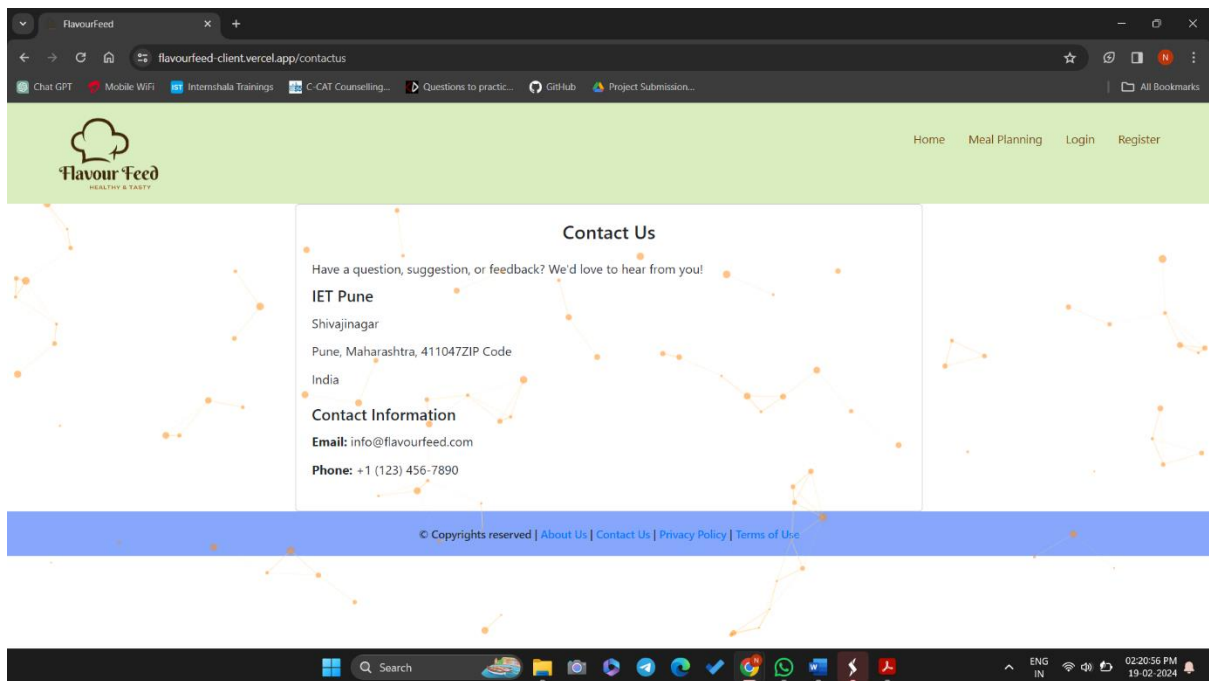 FlavourFeed
flavourfeed-client.vercel.app/contactus
N
Chat GPT Mobile WiFi IST Internshala Trainings C-CAT Counselling... Questions to practic... GitHub Project Submission... All Bookmarks
Flavour Feed
HEALTHY & TASTY
Home Meal Planning Login Register
Contact Us
Have a question, suggestion, or feedback? We'd love to hear from you!
IET Pune
Shivajinagar
Pune, Maharashtra, 411047ZIP Code
India
Contact Information
Email: info@flavourfeed.com
Phone: +1 (123) 456-7890
© Copyrights reserved | About Us | Contact Us | Privacy Policy | Terms of Use
Search
ENG
IN
02:20:56 PM
19-02-2024